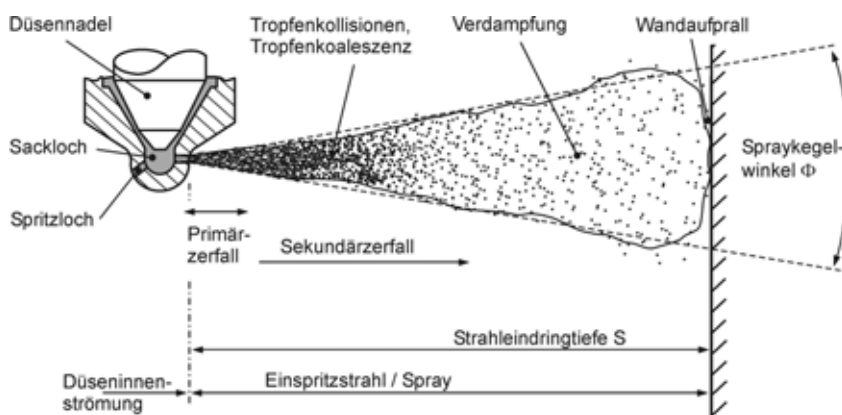 Düsennadel
Tropfenkollisionen,
Tropfenkoaleszenz
Verdampfung
Wandaufprall
Sackloch
Spritzloch
Spraykegel-
winkel Φ
Primär-
zerfall
Sekundärzerfall
Strahleindringtiefe S
Düseninnen-
strömung
Einspritzstrahl / Spray